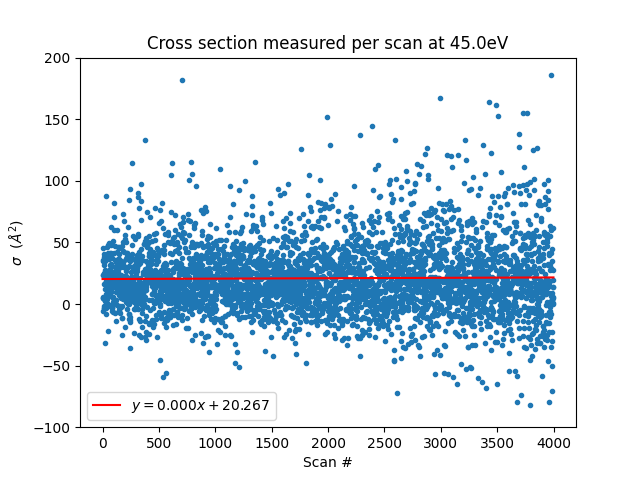 Cross section measured per scan at 45.0eV
200
150
100
50
0
−50
−100
σ (Å²)
y = 0.000x + 20.267
0 500 1000 1500 2000 2500 3000 3500 4000
Scan #